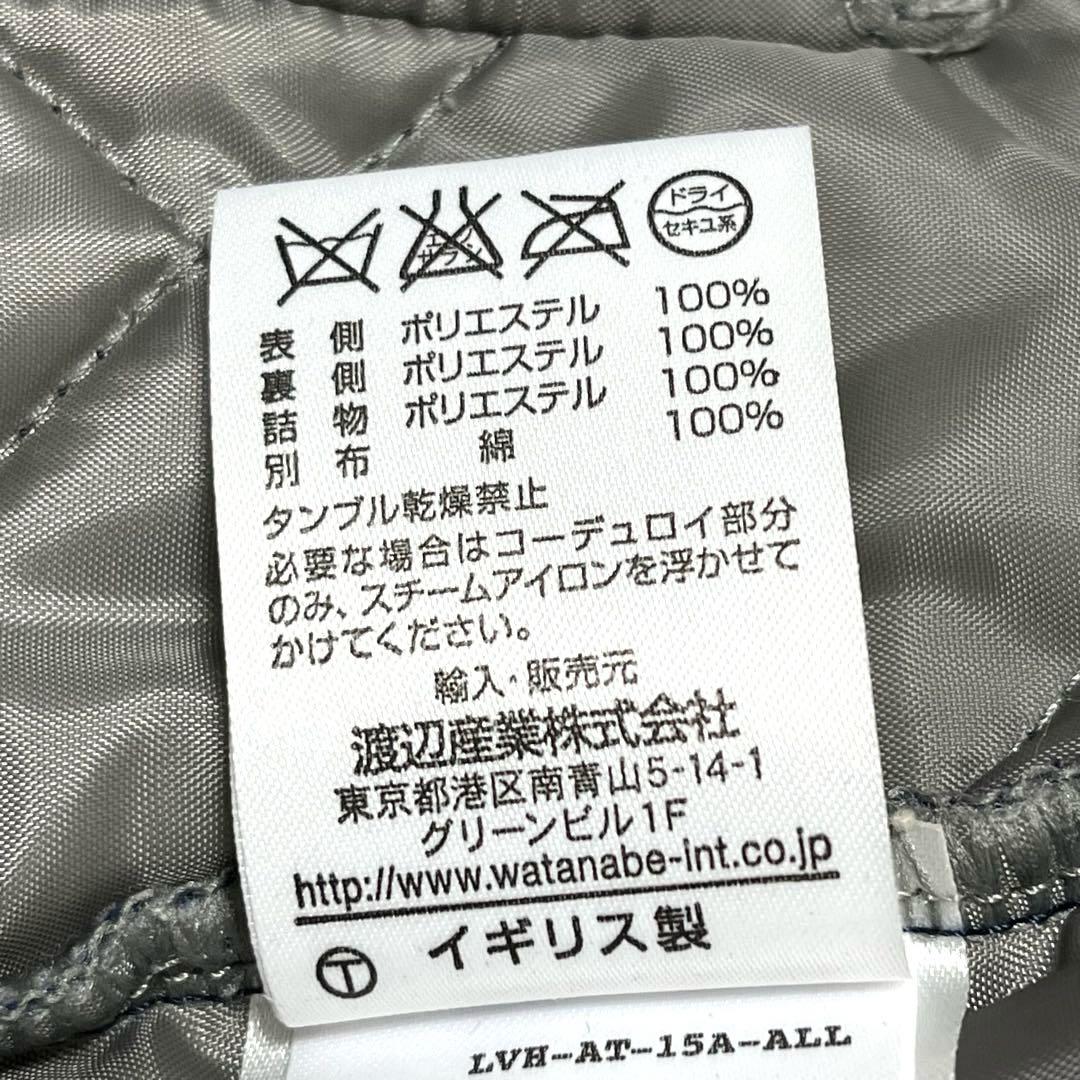 エンソ
サラシ
ドライ
セキユ系
表側 ポリエステル 100%
裏側 ポリエステル 100%
詰物 ポリエステル 100%
別布 綿 100%
タンブル乾燥禁止
必要な場合はコーデュロイ部分
のみ、スチームアイロンを浮かせて
かけてください。
輸入・販売元
渡辺産業株式会社
東京都港区南青山5-14-1
グリーンビル1F
http://www.watanabe-int.co.jp
T イギリス製
LVH-AT-15A-ALL